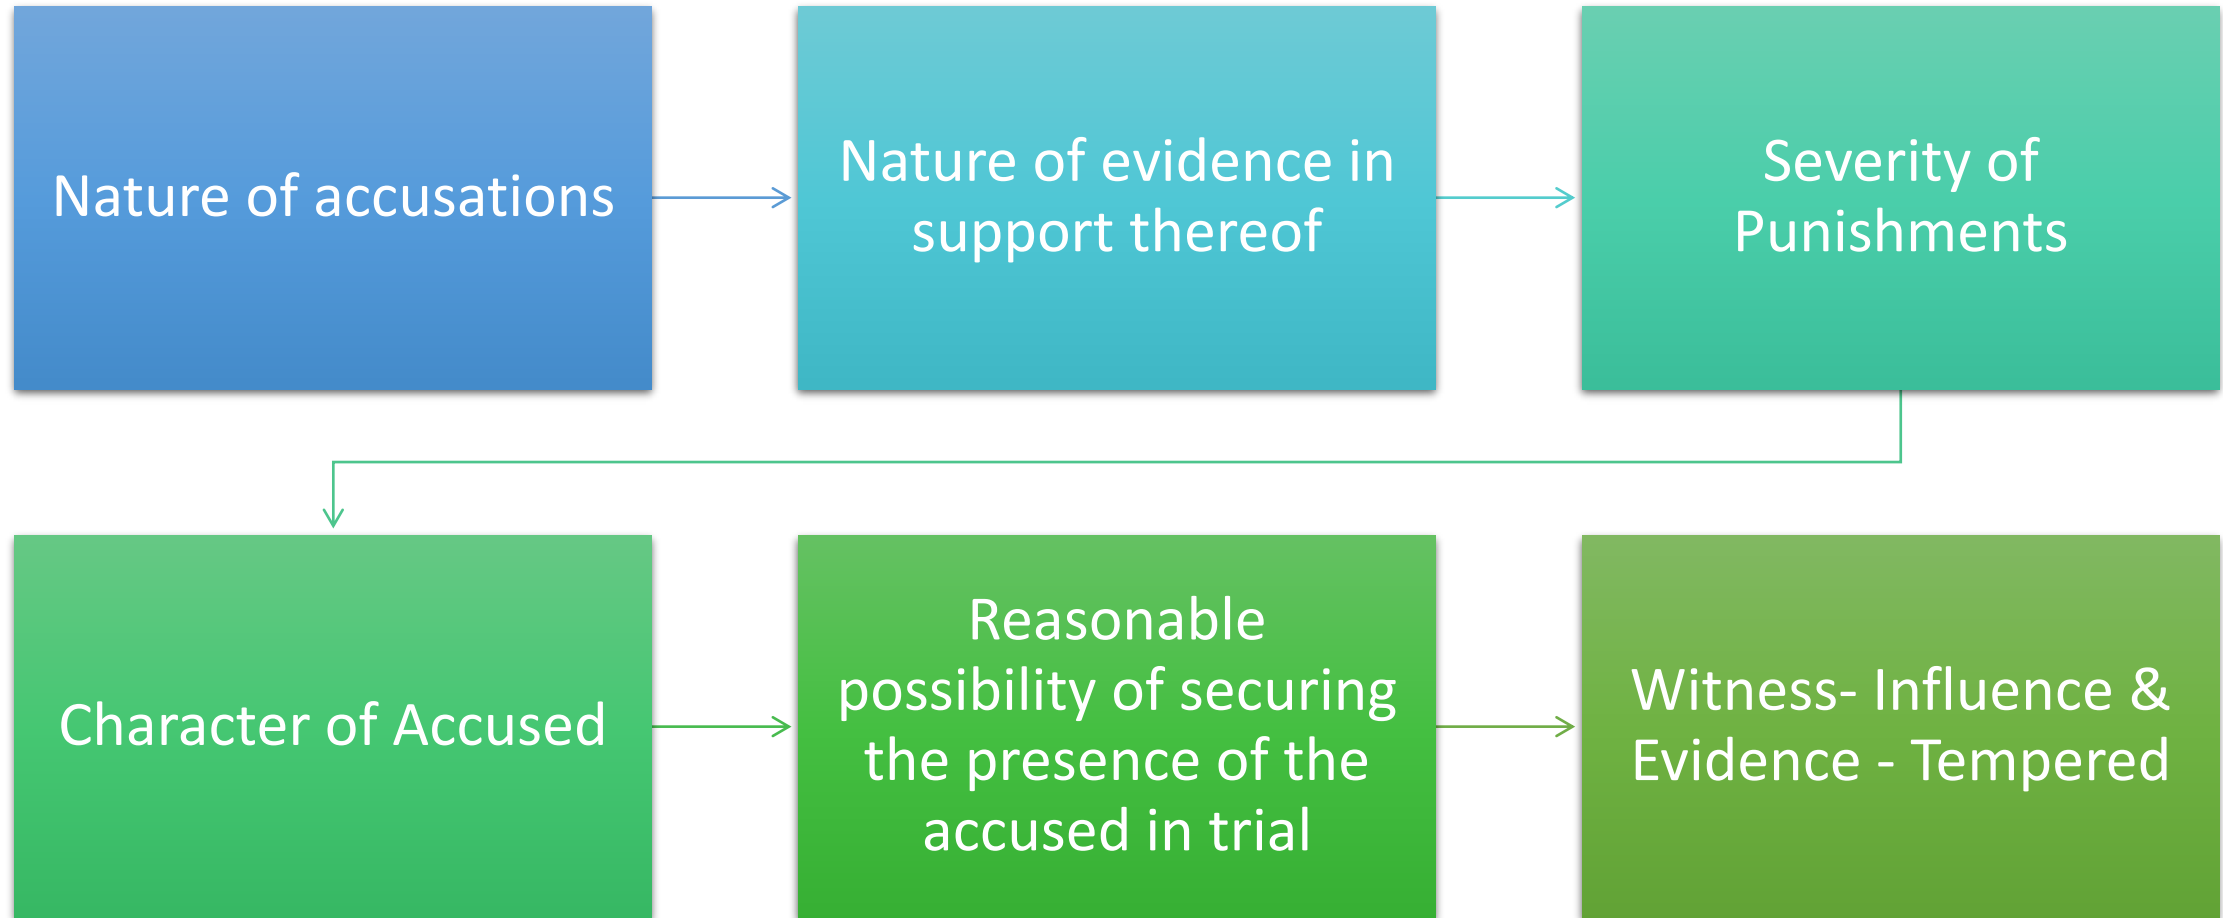 Nature of accusations
Nature of evidence in
support thereof
Severity of
Punishments
Character of Accused
Reasonable
possibility of securing
the presence of the
accused in trial
Witness- Influence &
Evidence - Tempered